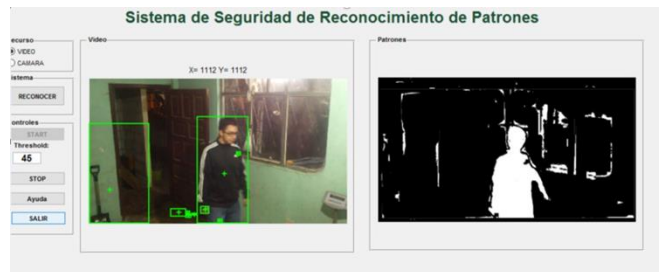 Sistema de Seguridad de Reconocimiento de Patrones
ecurso
VIDEO
CAMARA
istema
RECONOCER
ontroles
START
Threshold:
45
STOP
Ayuda
SALIR
Video
X= 1112 Y= 1112
Patrones